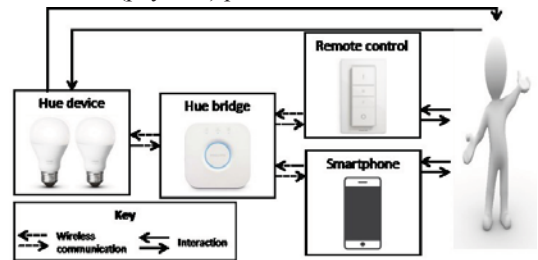 Remote control
Hue device
Hue bridge
Smartphone
Key
Wireless
communication
Interaction